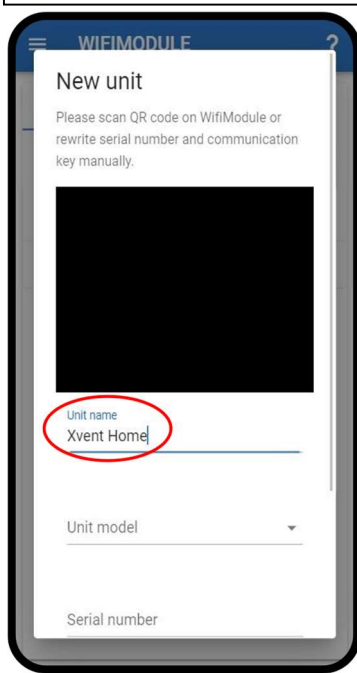 WIFIMODULE ?
New unit
Please scan QR code on WifiModule or
rewrite serial number and communication
key manually.
Unit name
Xvent Home
Unit model
Serial number